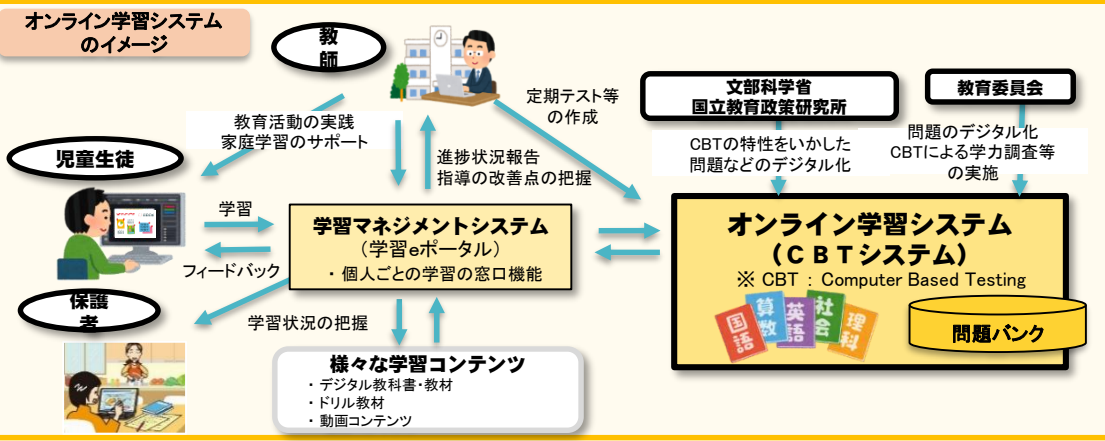 オンライン学習システム
のイメージ
教
師
文部科学省
国立教育政策研究所
教育委員会
定期テスト等
の作成
教育活動の実践
家庭学習のサポート
CBTの特性をいかした
問題などのデジタル化
問題のデジタル化
CBTによる学力調査等
の実施
児童生徒
進捗状況報告
指導の改善点の把握
学習
フィードバック
学習マネジメントシステム
（学習eポータル）
・個人ごとの学習の窓口機能
オンライン学習システム
（ＣＢＴシステム）
※ CBT ： Computer Based Testing
国語
算数
英語
社会
理科
問題バンク
保護
者
学習状況の把握
様々な学習コンテンツ
・デジタル教科書・教材
・ドリル教材
・動画コンテンツ